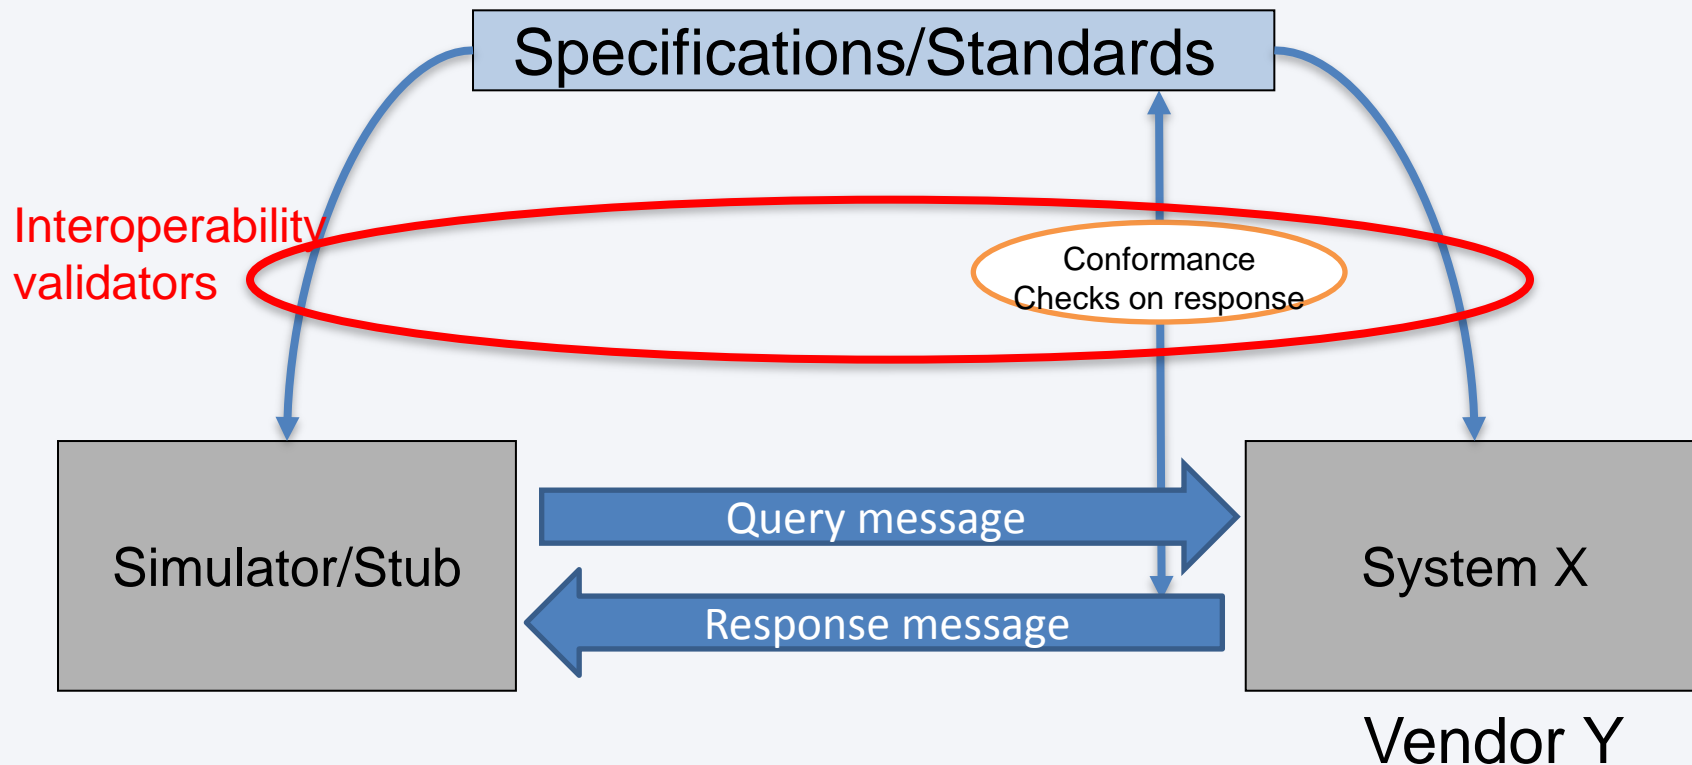 Specifications/Standards
Interoperability
validators
Conformance
Checks on response
Query message
Simulator/Stub
System X
Response message
Vendor Y